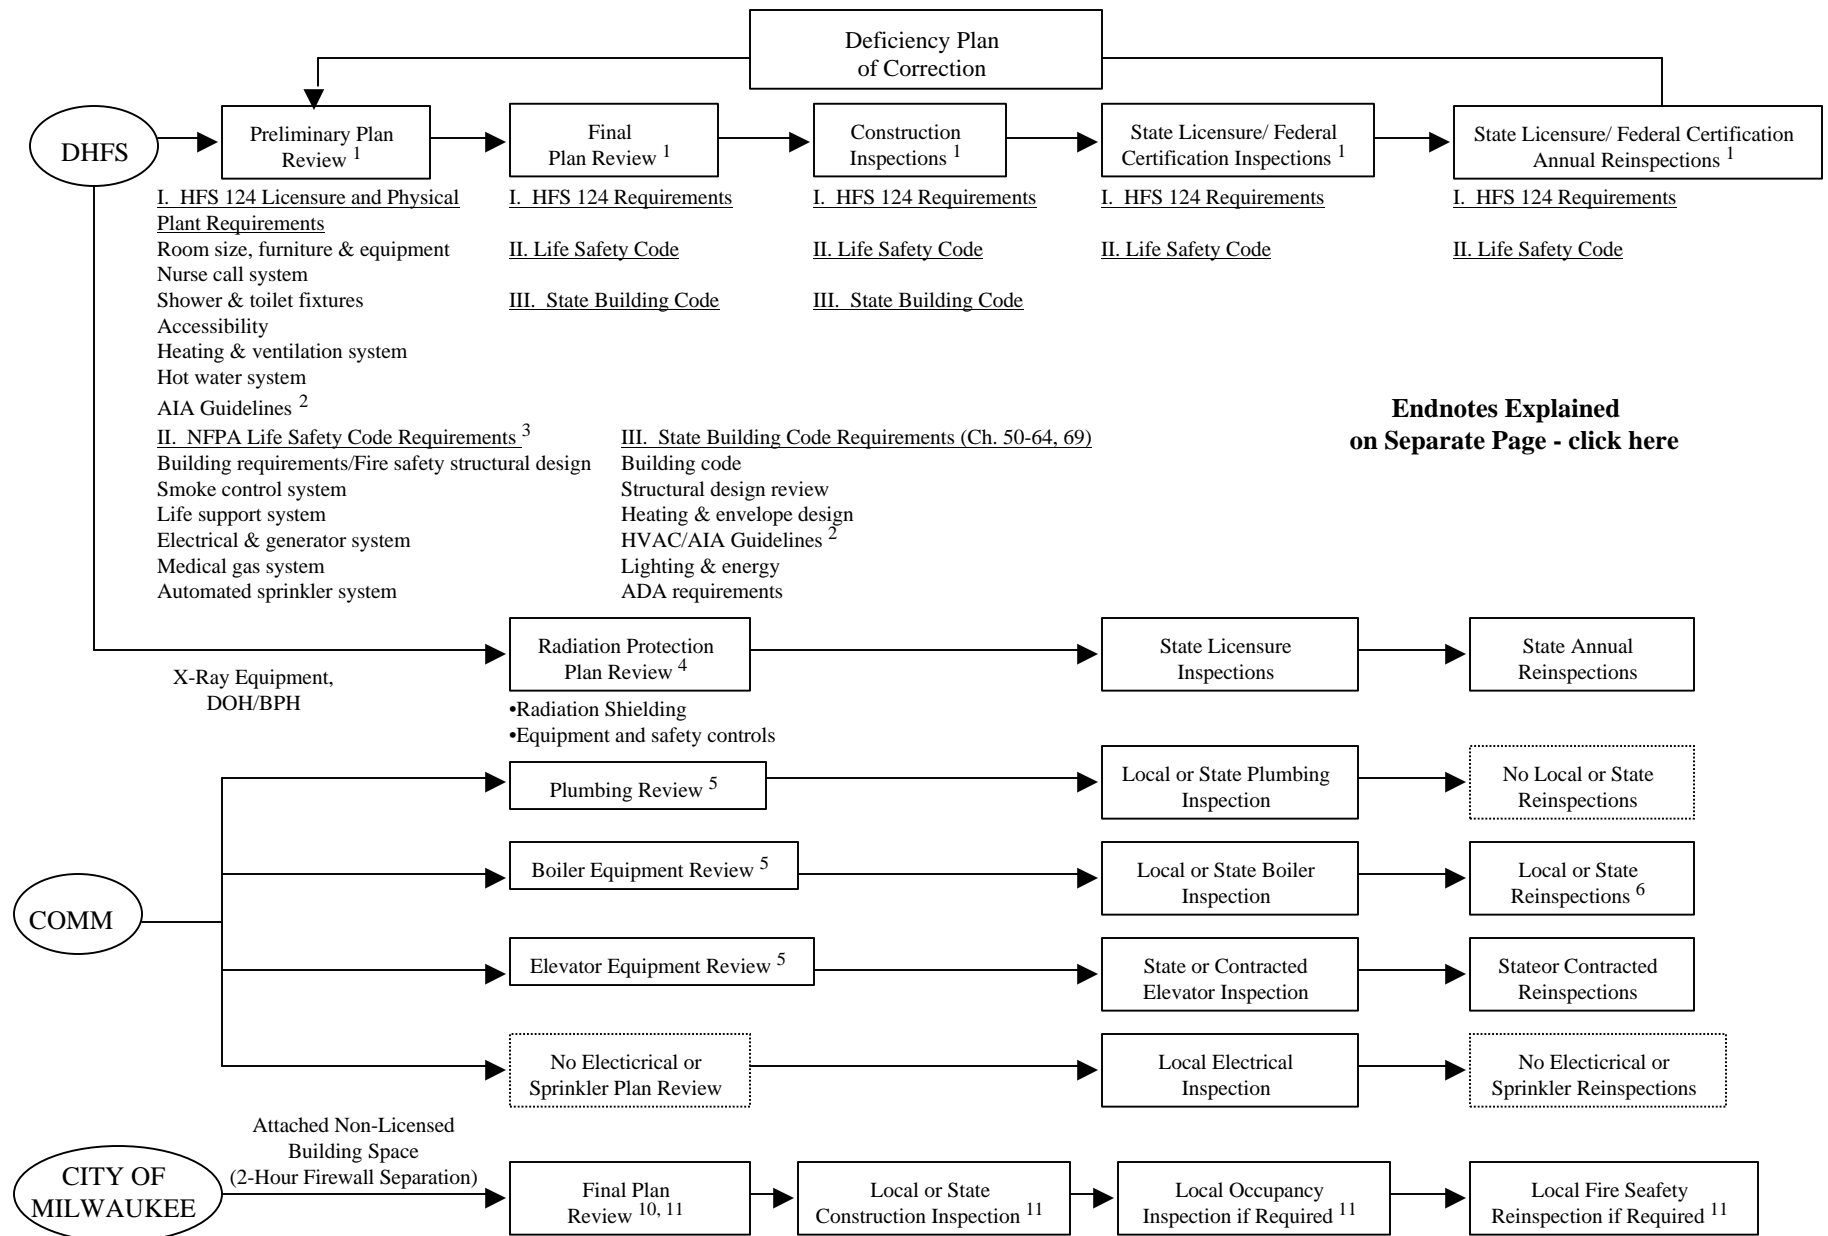 Deficiency Plan
of Correction
DHFS
Preliminary Plan
Review 1
Final
Plan Review 1
Construction
Inspections 1
State Licensure/ Federal
Certification Inspections 1
State Licensure/ Federal Certification
Annual Reinspections 1
I. HFS 124 Licensure and Physical
Plant Requirements
Room size, furniture & equipment
Nurse call system
Shower & toilet fixtures
Accessibility
Heating & ventilation system
Hot water system
AIA Guidelines 2
I. HFS 124 Requirements
II. Life Safety Code
III. State Building Code
I. HFS 124 Requirements
II. Life Safety Code
III. State Building Code
I. HFS 124 Requirements
II. Life Safety Code
I. HFS 124 Requirements
II. Life Safety Code
Endnotes Explained
on Separate Page - click here
II. NFPA Life Safety Code Requirements 3
Building requirements/Fire safety structural design
Smoke control system
Life support system
Electrical & generator system
Medical gas system
Automated sprinkler system
III. State Building Code Requirements (Ch. 50-64, 69)
Building code
Structural design review
Heating & envelope design
HVAC/AIA Guidelines 2
Lighting & energy
ADA requirements
X-Ray Equipment,
DOH/BPH
Radiation Protection
Plan Review 4
•Radiation Shielding
•Equipment and safety controls
State Licensure
Inspections
State Annual
Reinspections
COMM
Plumbing Review 5
Local or State Plumbing
Inspection
No Local or State
Reinspections
Boiler Equipment Review 5
Local or State Boiler
Inspection
Local or State
Reinspections 6
Elevator Equipment Review 5
State or Contracted
Elevator Inspection
Stateor Contracted
Reinspections
No Electicrical or
Sprinkler Plan Review
Local Electrical
Inspection
No Electicrical or
Sprinkler Reinspections
CITY OF
MILWAUKEE
Attached Non-Licensed
Building Space
(2-Hour Firewall Separation)
Final Plan
Review 10, 11
Local or State
Construction Inspection 11
Local Occupancy
Inspection if Required 11
Local Fire Seafety
Reinspection if Required 11